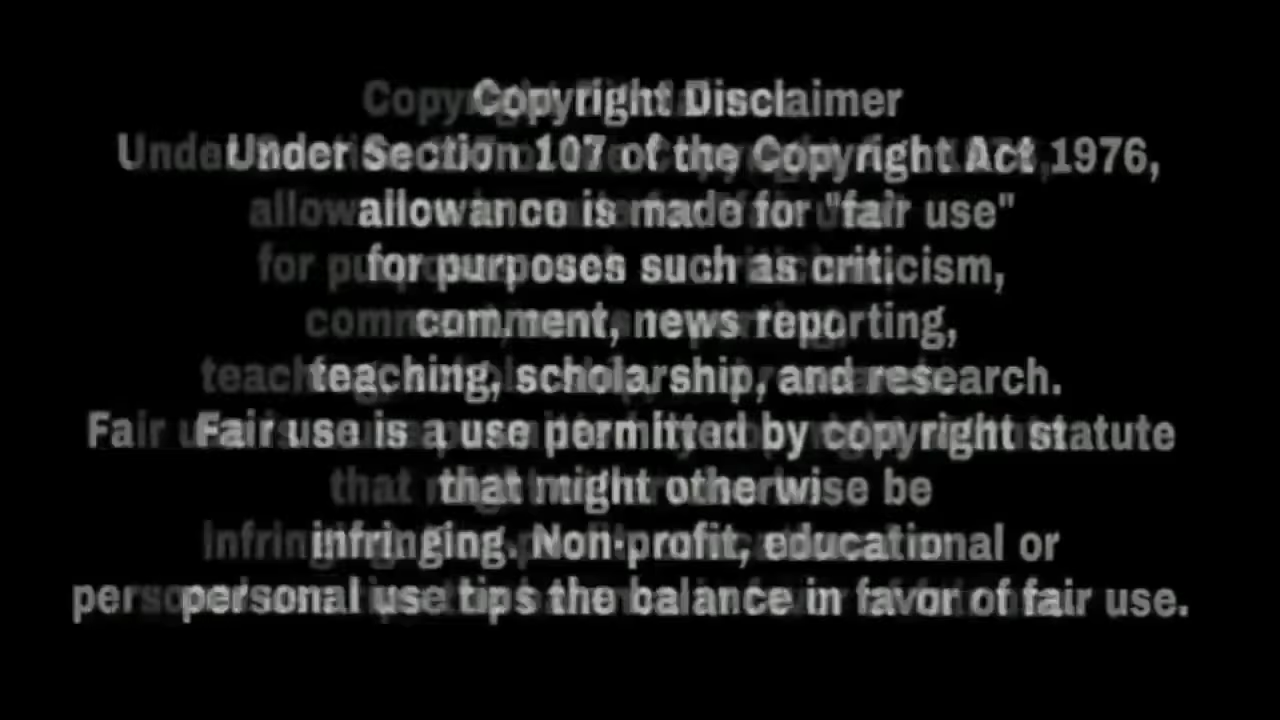 Copyright Disclaimer
Under Section 107 of the Copyright Act 1976,
allowance is made for "fair use"
for purposes such as criticism,
comment, news reporting,
teaching, scholarship, and research.
Fair use is a use permitted by copyright statute
that might otherwise be
infringing. Non-profit, educational or
personal use tips the balance in favor of fair use.